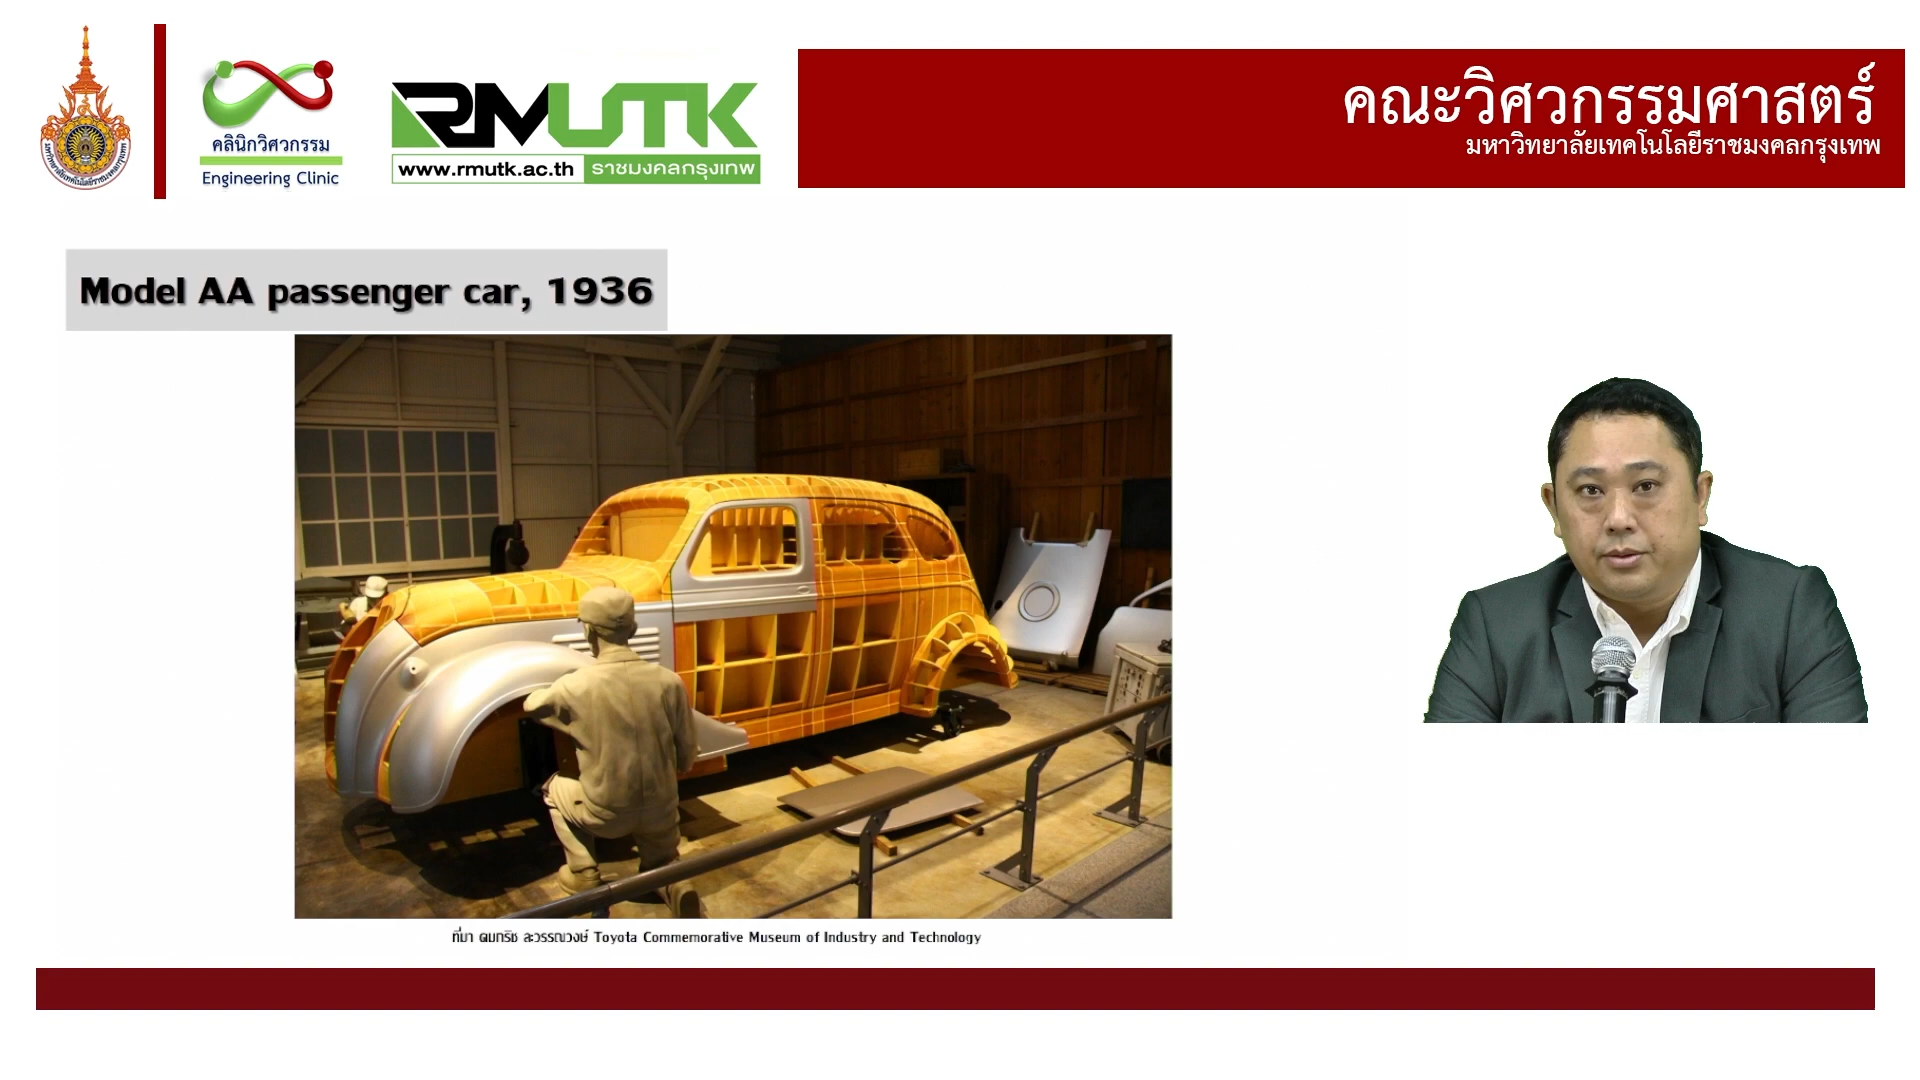 คลินิกวิศวกรรม
Engineering Clinic
RMUTK
www.rmutk.ac.th ราชมงคลกรุงเทพ
คณะวิศวกรรมศาสตร์
มหาวิทยาลัยเทคโนโลยีราชมงคลกรุงเทพ
Model AA passenger car, 1936
ที่มา คมกริช ละวรรณวงษ์ Toyota Commemorative Museum of Industry and Technology